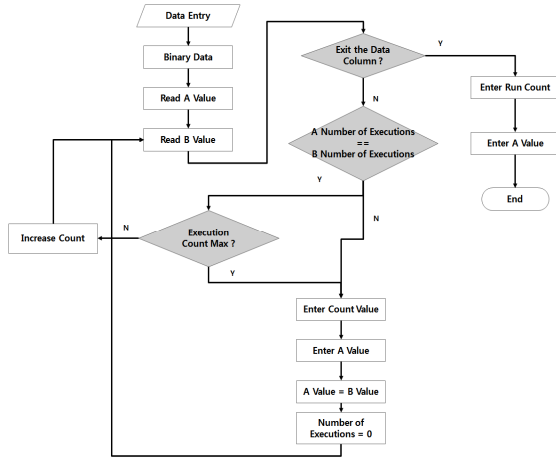 Data Entry
Binary Data
Read A Value
Read B Value
Exit the Data
Column ?
Y
N
Enter Run Count
Enter A Value
End
A Number of Executions
==
B Number of Executions
Y
N
Execution
Count Max ?
N
Y
Increase Count
Enter Count Value
Enter A Value
A Value = B Value
Number of
Executions = 0